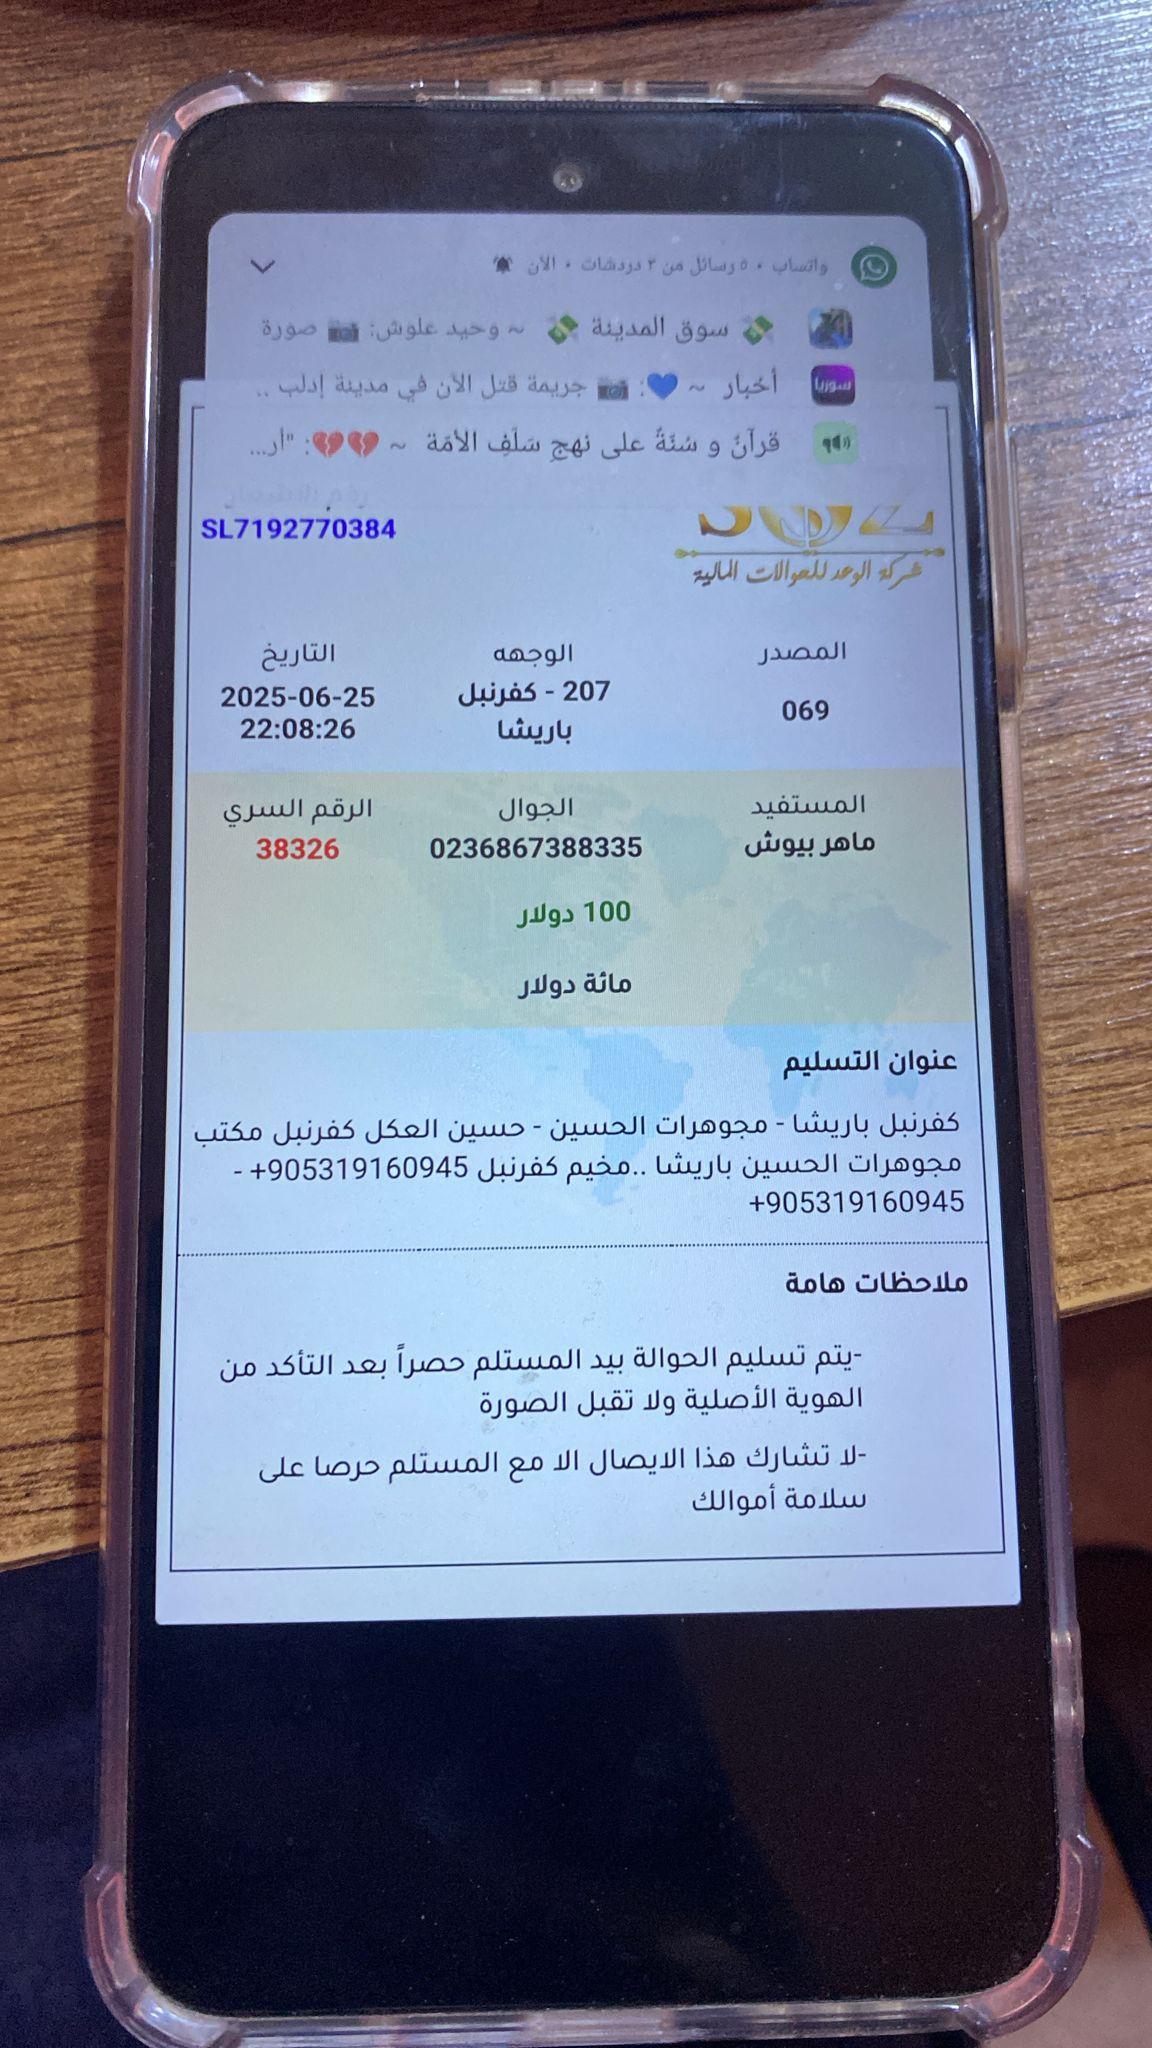 واتساب • ٥ رسائل من ٣ دردشات • الآن
💸 سوق المدينة 💸 ~ وحيد علوش: 📷 صورة
سوريا
أخبار ~ 💙: 📷 جريمة قتل الآن في مدينة إدلب ..
قرآنٌ و سُنّةٌ على نهجِ سَلَفِ الأمّة ~ 💔💔: "أر...
رقم الاشعار
SL7192770384
شركة الوعد للحوالات المالية
المصدر الوجهه التاريخ
069 207 - كفرنبل باريشا 2025-06-25 22:08:26
المستفيد الجوال الرقم السري
ماهر بيوش 0236867388335 38326
100 دولار
مائة دولار
عنوان التسليم
كفرنبل باريشا - مجوهرات الحسين - حسين العكل كفرنبل مكتب
مجوهرات الحسين باريشا ..مخيم كفرنبل 905319160945+ -
905319160945+
ملاحظات هامة
-يتم تسليم الحوالة بيد المستلم حصراً بعد التأكد من
الهوية الأصلية ولا تقبل الصورة
-لا تشارك هذا الايصال الا مع المستلم حرصا على
سلامة أموالك